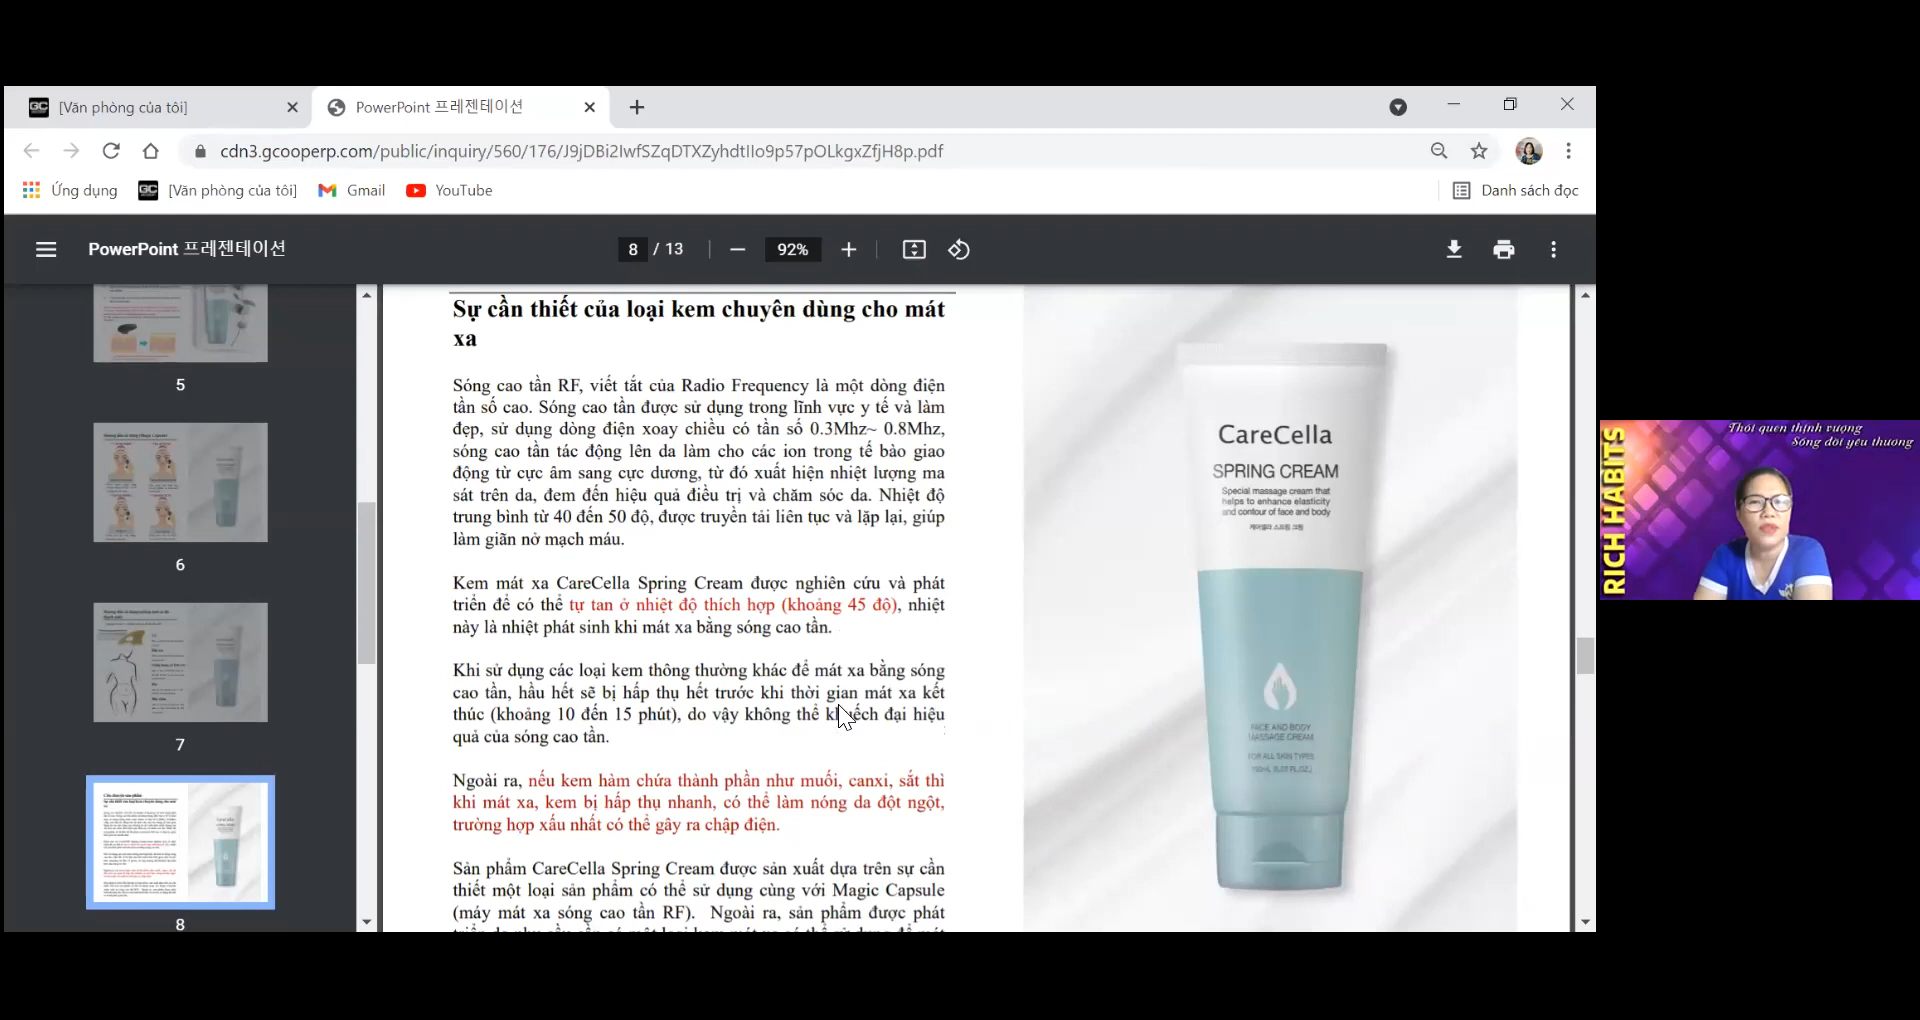 [Văn phòng của tôi]
PowerPoint 프레젠테이션
cdn3.gcooperp.com/public/inquiry/560/176/J9jDBi2IwfSZqDTXZyhdtIIo9p57pOLkgxZfjH8p.pdf
Ứng dụng
GC
[Văn phòng của tôi]
Gmail
YouTube
Danh sách đọc
PowerPoint 프레젠테이션
8 / 13
92%
5
6
7
8
Sự cần thiết của loại kem chuyên dùng cho mát
xa
Sóng cao tần RF, viết tắt của Radio Frequency là một dòng điện
tần số cao. Sóng cao tần được sử dụng trong lĩnh vực y tế và làm
đẹp, sử dụng dòng điện xoay chiều có tần số 0.3Mhz~ 0.8Mhz,
sóng cao tần tác động lên da làm cho các ion trong tế bào giao
động từ cực âm sang cực dương, từ đó xuất hiện nhiệt lượng ma
sát trên da, đem đến hiệu quả điều trị và chăm sóc da. Nhiệt độ
trung bình từ 40 đến 50 độ, được truyền tải liên tục và lặp lại, giúp
làm giãn nở mạch máu.
Kem mát xa CareCella Spring Cream được nghiên cứu và phát
triển để có thể tự tan ở nhiệt độ thích hợp (khoảng 45 độ), nhiệt
này là nhiệt phát sinh khi mát xa bằng sóng cao tần.
Khi sử dụng các loại kem thông thường khác để mát xa bằng sóng
cao tần, hầu hết sẽ bị hấp thụ hết trước khi thời gian mát xa kết
thúc (khoảng 10 đến 15 phút), do vậy không thể khuếch đại hiệu
quả của sóng cao tần.
Ngoài ra, nếu kem hàm chứa thành phần như muối, canxi, sắt thì
khi mát xa, kem bị hấp thụ nhanh, có thể làm nóng da đột ngột,
trường hợp xấu nhất có thể gây ra chập điện.
Sản phẩm CareCella Spring Cream được sản xuất dựa trên sự cần
thiết một loại sản phẩm có thể sử dụng cùng với Magic Capsule
(máy mát xa sóng cao tần RF). Ngoài ra, sản phẩm được phát
CareCella
SPRING CREAM
Special massage cream that
helps to enhance elasticity
and contour of face and body
케어셀라 스프링 크림
FACE AND BODY
MASSAGE CREAM
FOR ALL SKIN TYPES
RICH HABITS
Thói quen thịnh vượng
Sống đời yêu thương